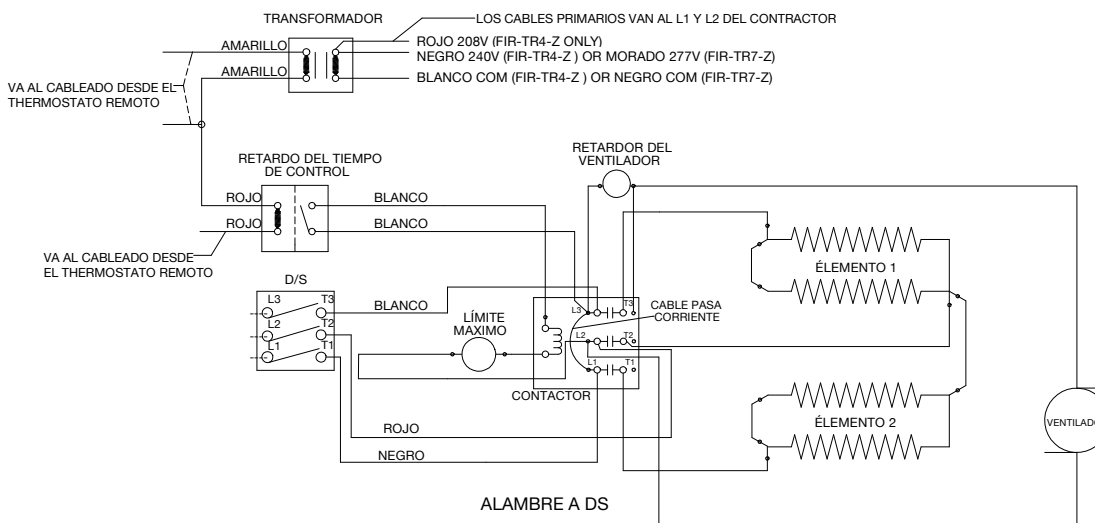 TRANSFORMADOR
LOS CABLES PRIMARIOS VAN AL L1 Y L2 DEL CONTRACTOR
AMARILLO
ROJO 208V (FIR-TR4-Z ONLY)
NEGRO 240V (FIR-TR4-Z ) OR MORADO 277V (FIR-TR7-Z)
AMARILLO
BLANCO COM (FIR-TR4-Z ) OR NEGRO COM (FIR-TR7-Z)
VA AL CABLEADO DESDE EL
THERMOSTATO REMOTO
RETARDO DEL TIEMPO
DE CONTROL
RETARDOR DEL
VENTILADOR
ROJO
BLANCO
ROJO
BLANCO
VA AL CABLEADO DESDE
EL THERMOSTATO REMOTO
ÉLEMENTO 1
D/S
L3 T3
L2 T2
L1 T1
BLANCO
LÍMITE
MAXIMO
L3 T3
L2 T2
L1 T1
CABLE PASA
CORRIENTE
CONTACTOR
ROJO
NEGRO
ÉLEMENTO 2
VENTILADO
ALAMBRE A DS